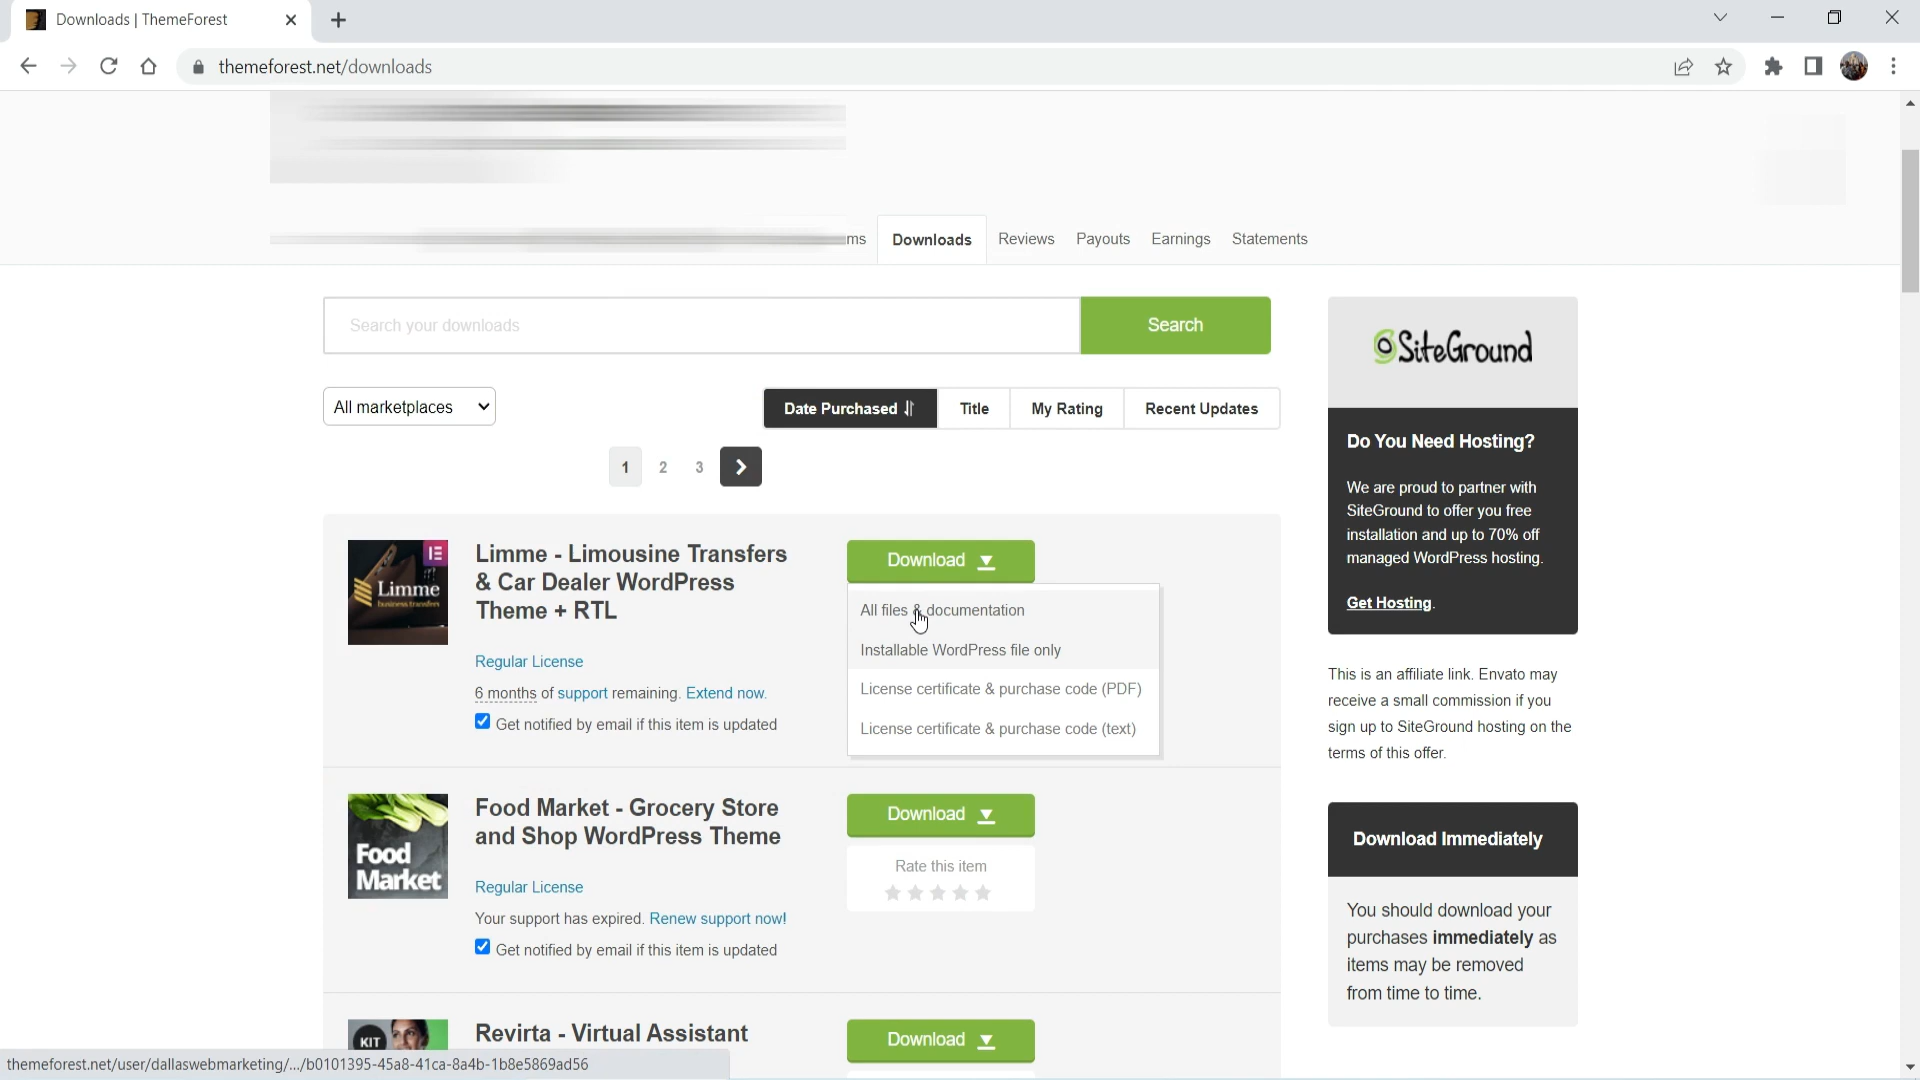 Downloads | ThemeForest
themeforest.net/downloads
ms
Downloads
Reviews
Payouts
Earnings
Statements
Search your downloads
Search
All marketplaces
Date Purchased
Title
My Rating
Recent Updates
1
2
3
Limme
business transfers
Limme - Limousine Transfers
& Car Dealer WordPress
Theme + RTL
Regular License
6 months of support remaining. Extend now.
Get notified by email if this item is updated
Download
All files & documentation
Installable WordPress file only
License certificate & purchase code (PDF)
License certificate & purchase code (text)
Food
Market
Food Market - Grocery Store
and Shop WordPress Theme
Regular License
Your support has expired. Renew support now!
Get notified by email if this item is updated
Download
Rate this item
KIT
Revirta - Virtual Assistant
Download
SiteGround
Do You Need Hosting?
We are proud to partner with
SiteGround to offer you free
installation and up to 70% off
managed WordPress hosting.
Get Hosting.
This is an affiliate link. Envato may
receive a small commission if you
sign up to SiteGround hosting on the
terms of this offer.
Download Immediately
You should download your
purchases immediately as
items may be removed
from time to time.
themeforest.net/user/dallaswebmarketing/.../b0101395-45a8-41ca-8a4b-1b8e5869ad56